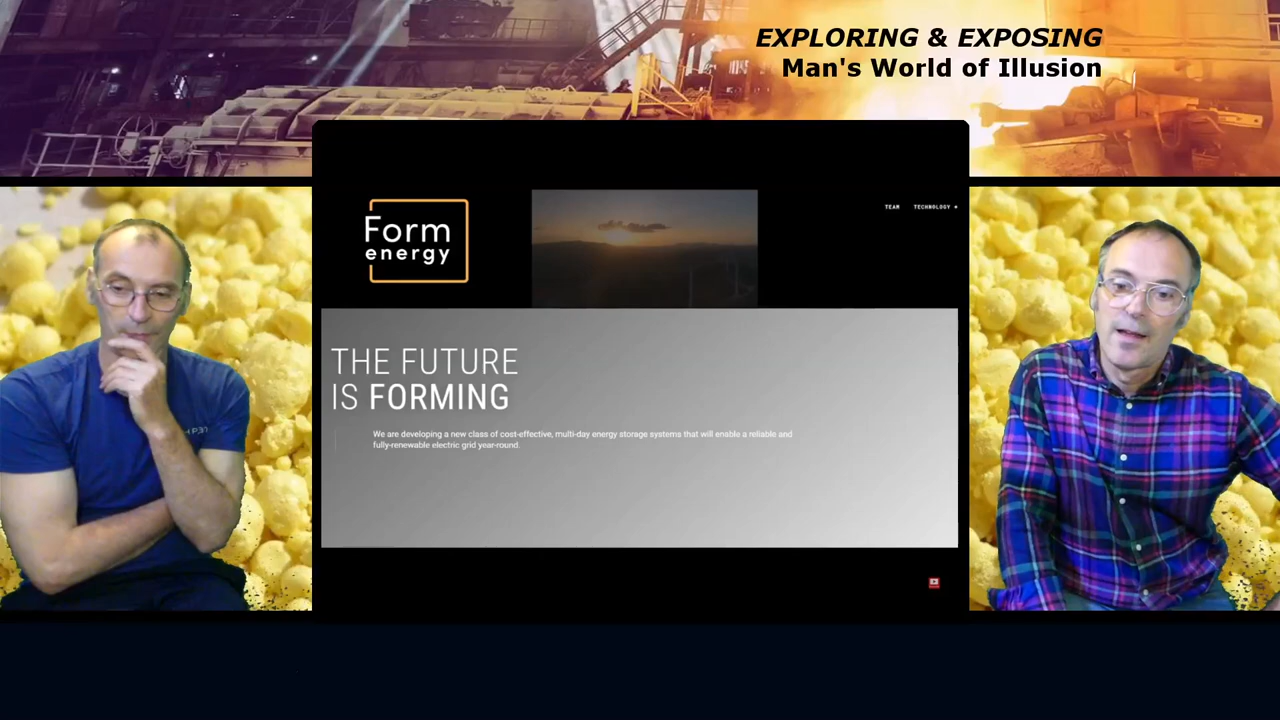 EXPLORING & EXPOSING
Man's World of Illusion
Form
energy
TEAM TECHNOLOGY +
THE FUTURE
IS FORMING
We are developing a new class of cost-effective, multi-day energy storage systems that will enable a reliable and
fully-renewable electric grid year-round.